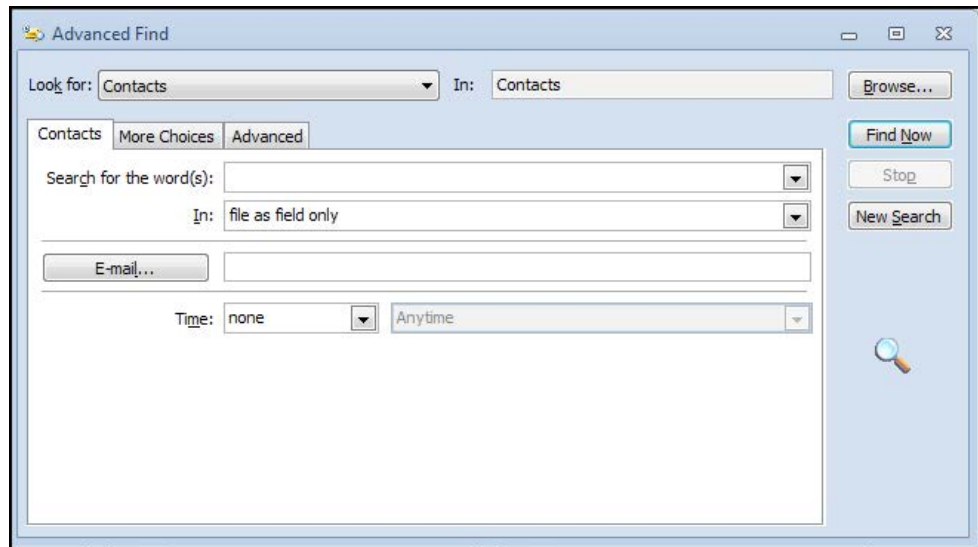 Advanced Find
Look for: Contacts In: Contacts Browse...
Contacts More Choices Advanced Find Now
Search for the word(s): Stop
In: file as field only New Search
E-mail...
Time: none Anytime